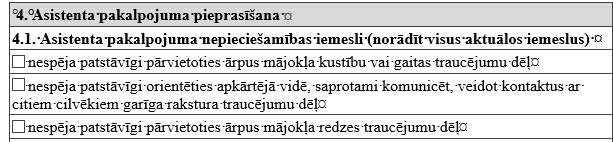 4. Asistenta pakalpojuma pieprasīšana
4.1. Asistenta pakalpojuma nepieciešamības iemesli (norādīt visus aktuālos iemeslus)
☐ nespēja patstāvīgi pārvietoties ārpus mājokļa kustību vai gaitas traucējumu dēļ
☐ nespēja patstāvīgi orientēties apkārtējā vidē, saprotami komunicēt, veidot kontaktus ar
citiem cilvēkiem garīga rakstura traucējumu dēļ
☐ nespēja patstāvīgi pārvietoties ārpus mājokļa redzes traucējumu dēļ